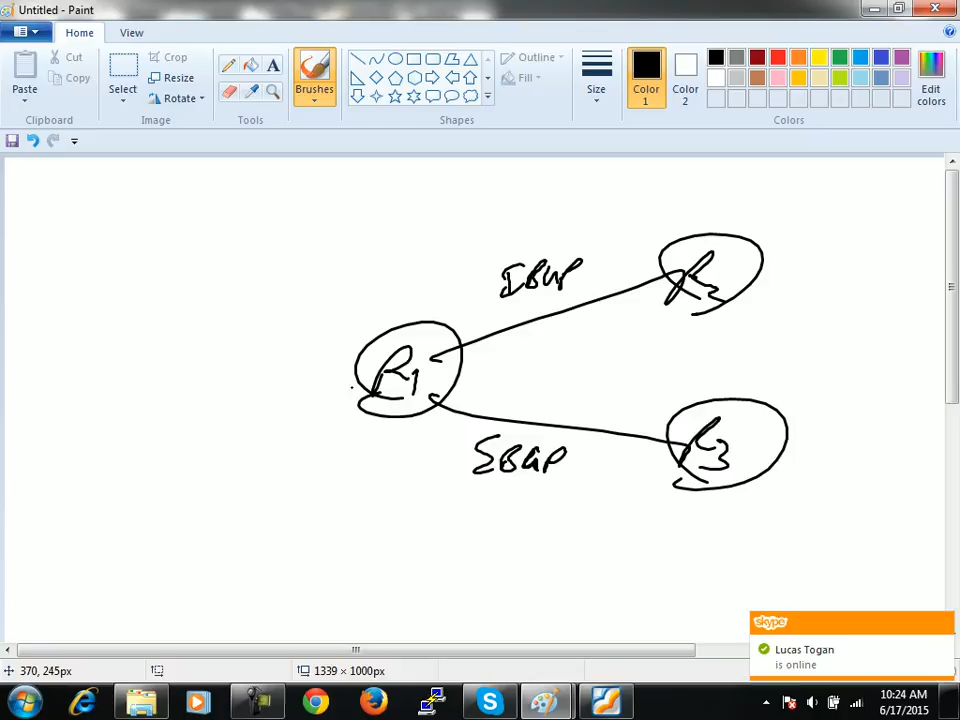 Untitled - Paint
Home
View
Paste
Cut
Copy
Clipboard
Select
Crop
Resize
Rotate
Image
A
Tools
Brushes
Outline
Fill
Shapes
Size
Color 1
Color 2
Edit colors
Colors
IBGP
R2
R1
R3
EBGP
skype
Lucas Togan
is online
370, 245px
1339 × 1000px
10:24 AM
6/17/2015